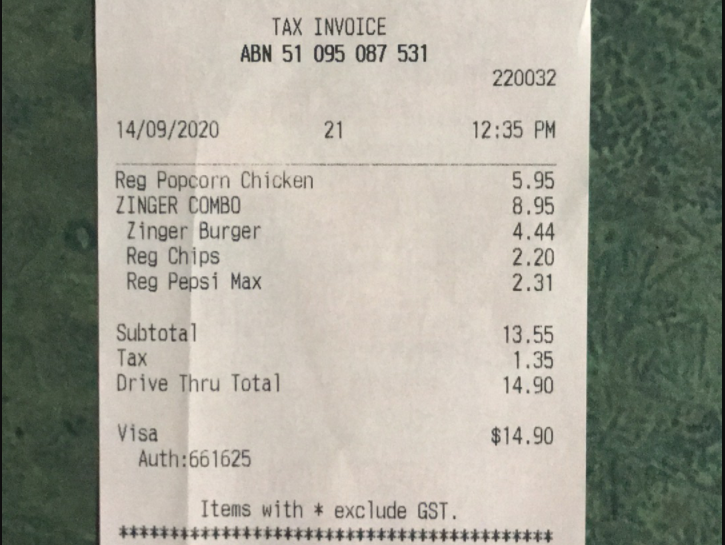 TAX INVOICE
ABN 51 095 087 531
220032
14/09/2020 21 12:35 PM
Reg Popcorn Chicken 5.95
ZINGER COMBO 8.95
Zinger Burger 4.44
Reg Chips 2.20
Reg Pepsi Max 2.31
Subtotal 13.55
Tax 1.35
Drive Thru Total 14.90
Visa $14.90
Auth:661625
Items with * exclude GST.
******************************************